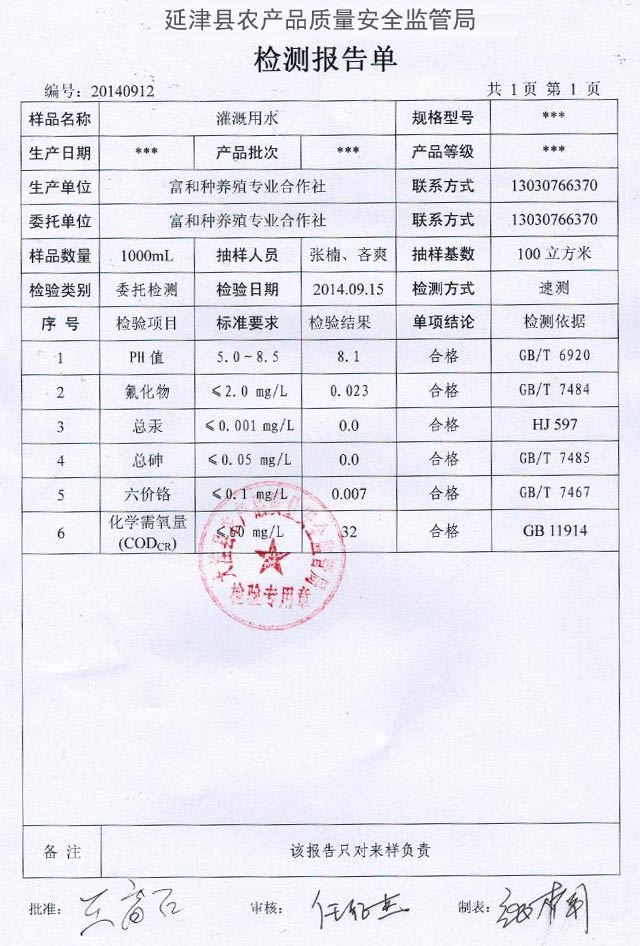 延津县农产品质量安全监管局
检测报告单
编号: 20140912 共 1 页 第 1 页
样品名称 灌溉用水 规格型号 ***
生产日期 *** 产品批次 *** 产品等级 ***
生产单位 富和种养殖专业合作社 联系方式 13030766370
委托单位 富和种养殖专业合作社 联系方式 13030766370
样品数量 1000mL 抽样人员 张楠、吝爽 抽样基数 100 立方米
检验类别 委托检测 检验日期 2014.09.15 检测方式 速测
序 号 检验项目 标准要求 检验结果 单项结论 检测依据
1 PH 值 5.0~8.5 8.1 合格 GB/T 6920
2 氟化物 ≤2.0 mg/L 0.023 合格 GB/T 7484
3 总汞 ≤0.001 mg/L 0.0 合格 HJ 597
4 总砷 ≤0.05 mg/L 0.0 合格 GB/T 7485
5 六价铬 ≤0.1 mg/L 0.007 合格 GB/T 7467
6 化学需氧量 (CODCR) ≤60 mg/L 32 合格 GB 11914
检验专用章
备 注 该报告只对来样负责
批准: 审核: 制表: